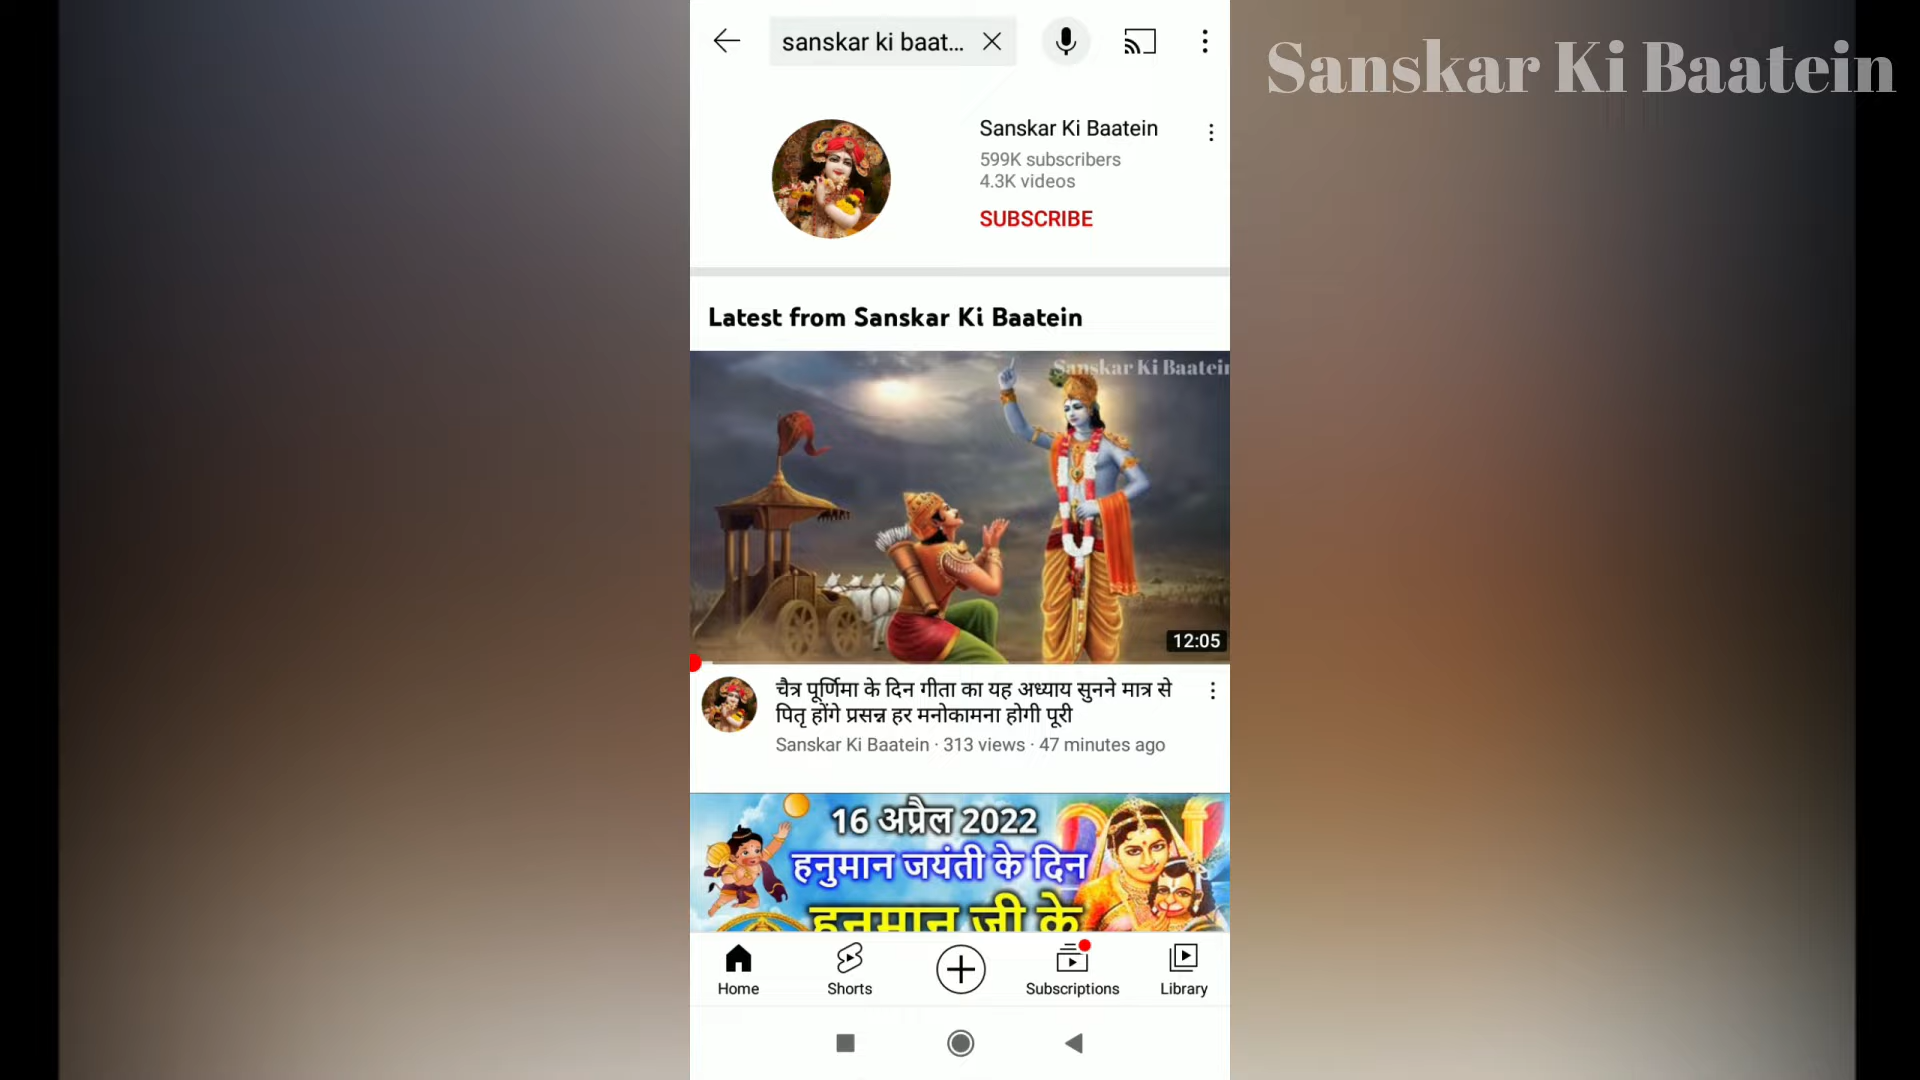 sanskar ki baat...
Sanskar Ki Baatein
Sanskar Ki Baatein
599K subscribers
4.3K videos
SUBSCRIBE
Latest from Sanskar Ki Baatein
Sanskar Ki Baatein
12:05
चैत्र पूर्णिमा के दिन गीता का यह अध्याय सुनने मात्र से
पितृ होंगे प्रसन्न हर मनोकामना होगी पूरी
Sanskar Ki Baatein · 313 views · 47 minutes ago
16 अप्रैल 2022
हनुमान जयंती के दिन
हनुमान जी के
Home
Shorts
Subscriptions
Library